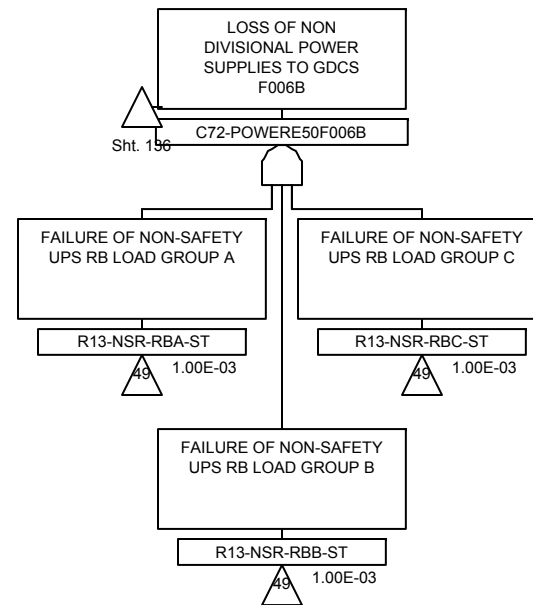 LOSS OF NON
DIVISIONAL POWER
SUPPLIES TO GDCS
F006B
C72-POWERE50F006B
Sht. 136
FAILURE OF NON-SAFETY
UPS RB LOAD GROUP A
R13-NSR-RBA-ST
49
1.00E-03
FAILURE OF NON-SAFETY
UPS RB LOAD GROUP C
R13-NSR-RBC-ST
49
1.00E-03
FAILURE OF NON-SAFETY
UPS RB LOAD GROUP B
R13-NSR-RBB-ST
49
1.00E-03